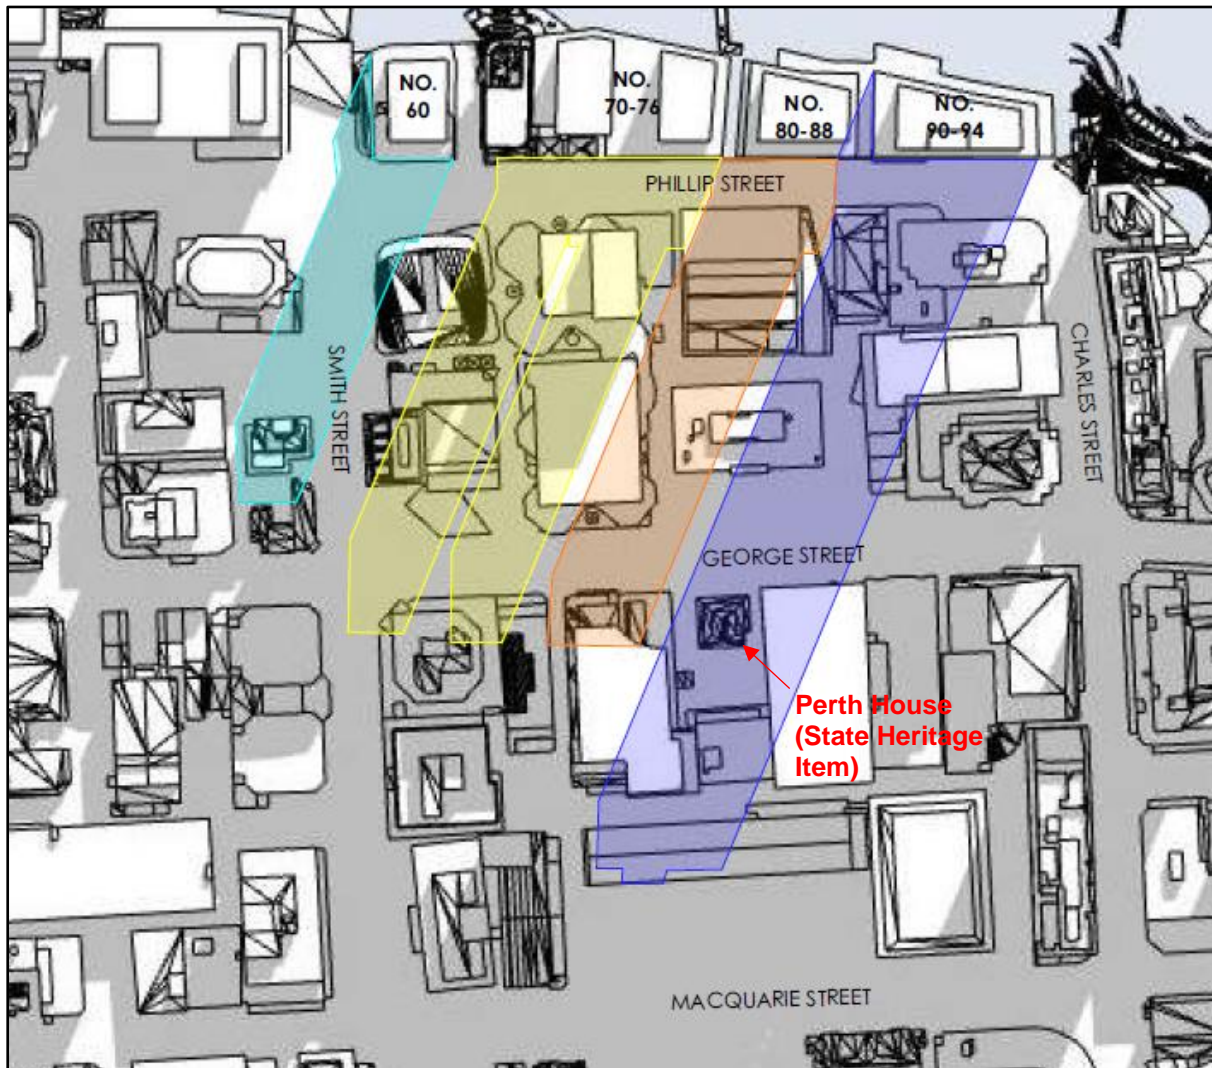 NO.
60
NO.
70-76
NO.
80-88
NO.
90-94
PHILLIP STREET
SMITH STREET
CHARLES STREET
GEORGE STREET
Perth House
(State Heritage
Item)
MACQUARIE STREET